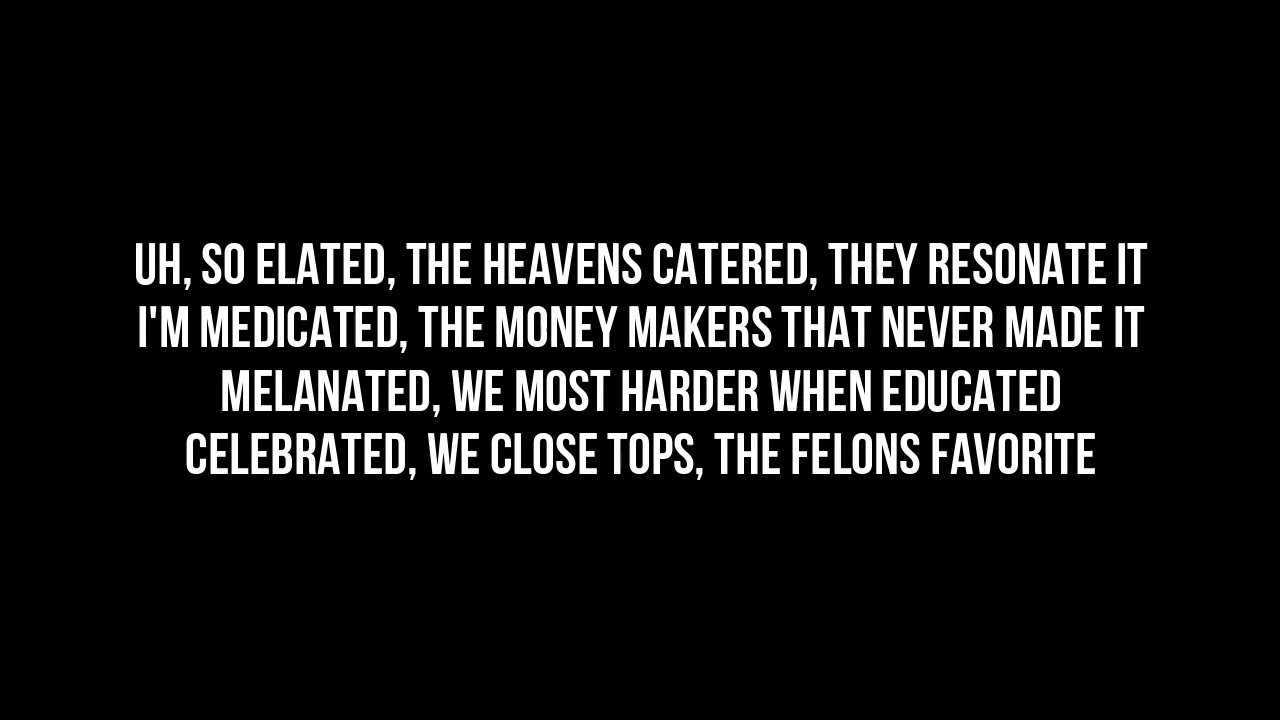 UH, SO ELATED, THE HEAVENS CATERED, THEY RESONATE IT
I'M MEDICATED, THE MONEY MAKERS THAT NEVER MADE IT
MELANATED, WE MOST HARDER WHEN EDUCATED
CELEBRATED, WE CLOSE TOPS, THE FELONS FAVORITE